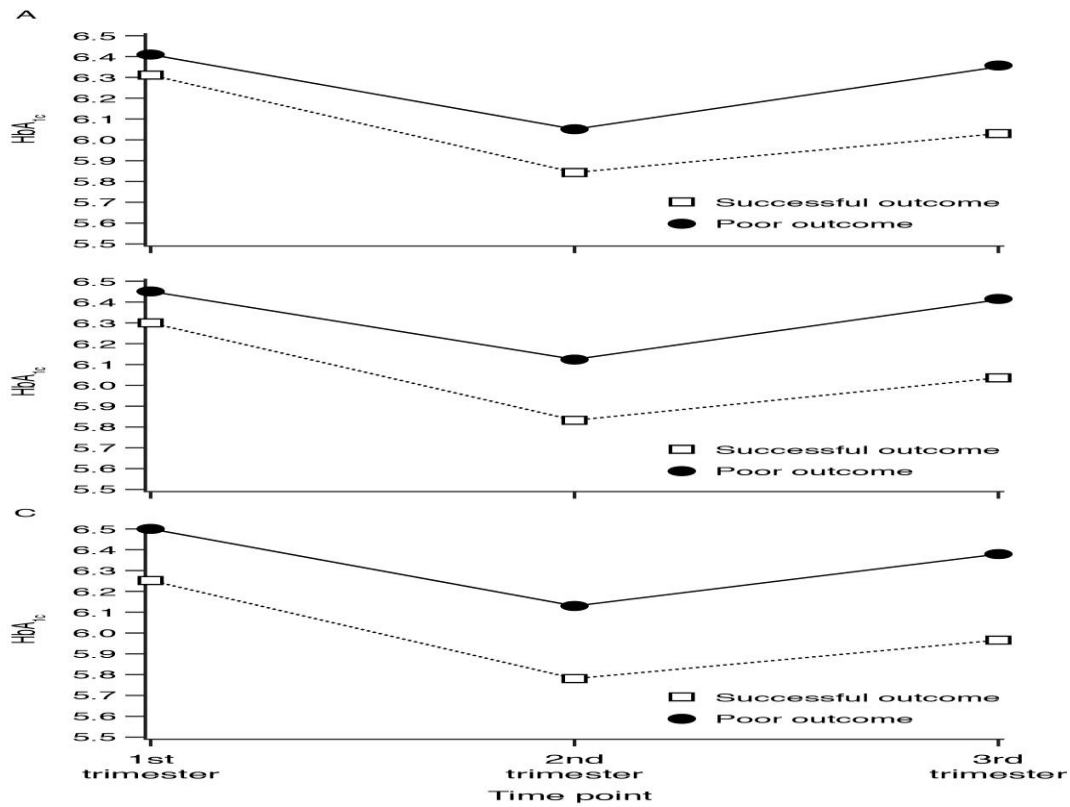 A
6.5
6.4
6.3
6.2
6.1
6.0
5.9
5.8
5.7
5.6
5.5
HbA1c
Successful outcome
Poor outcome
6.5
6.4
6.3
6.2
6.1
6.0
5.9
5.8
5.7
5.6
5.5
HbA1c
Successful outcome
Poor outcome
C
6.5
6.4
6.3
6.2
6.1
6.0
5.9
5.8
5.7
5.6
5.5
HbA1c
Successful outcome
Poor outcome
1st trimester
2nd trimester
3rd trimester
Time point